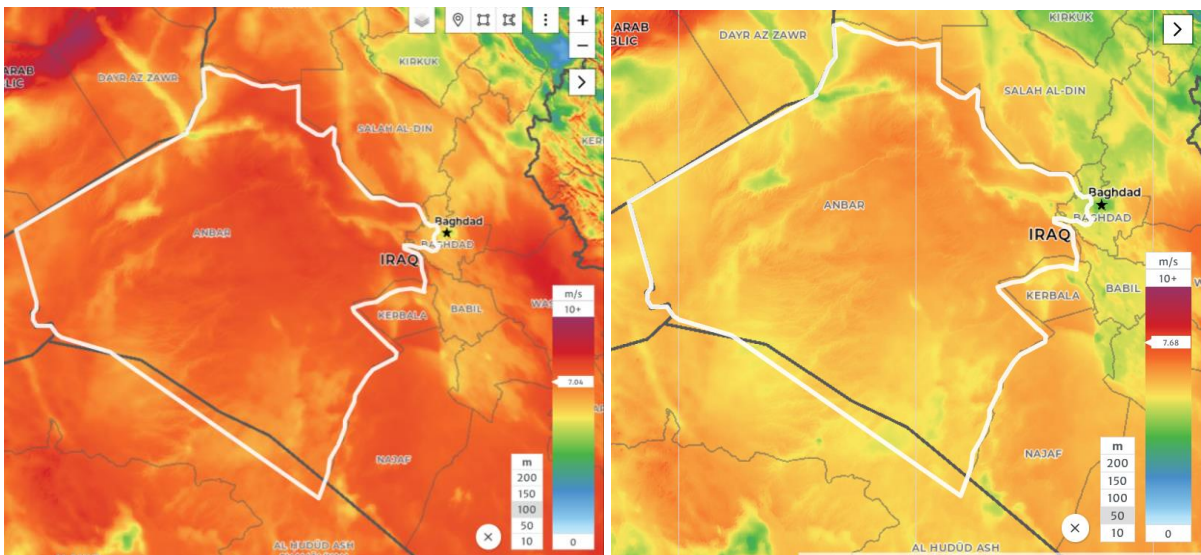 ARAB
BLIC
DAYR AZ ZAWR
KIRKUK
SALAH AL-DIN
KER
Baghdad
BAGHDAD
ANBAR
IRAQ
KERBALA
BABIL
WAS
NAJAF
AL HUDŪD ASH
m/s
10+
7.04
0
m
200
150
100
50
10
ARAB
BLIC
DAYR AZ ZAWR
KIRKUK
SALAH AL-DIN
Baghdad
BAGHDAD
ANBAR
IRAQ
KERBALA
BABIL
W
NAJAF
AL HUDŪD ASH
m/s
10+
7.68
0
m
200
150
100
50
10